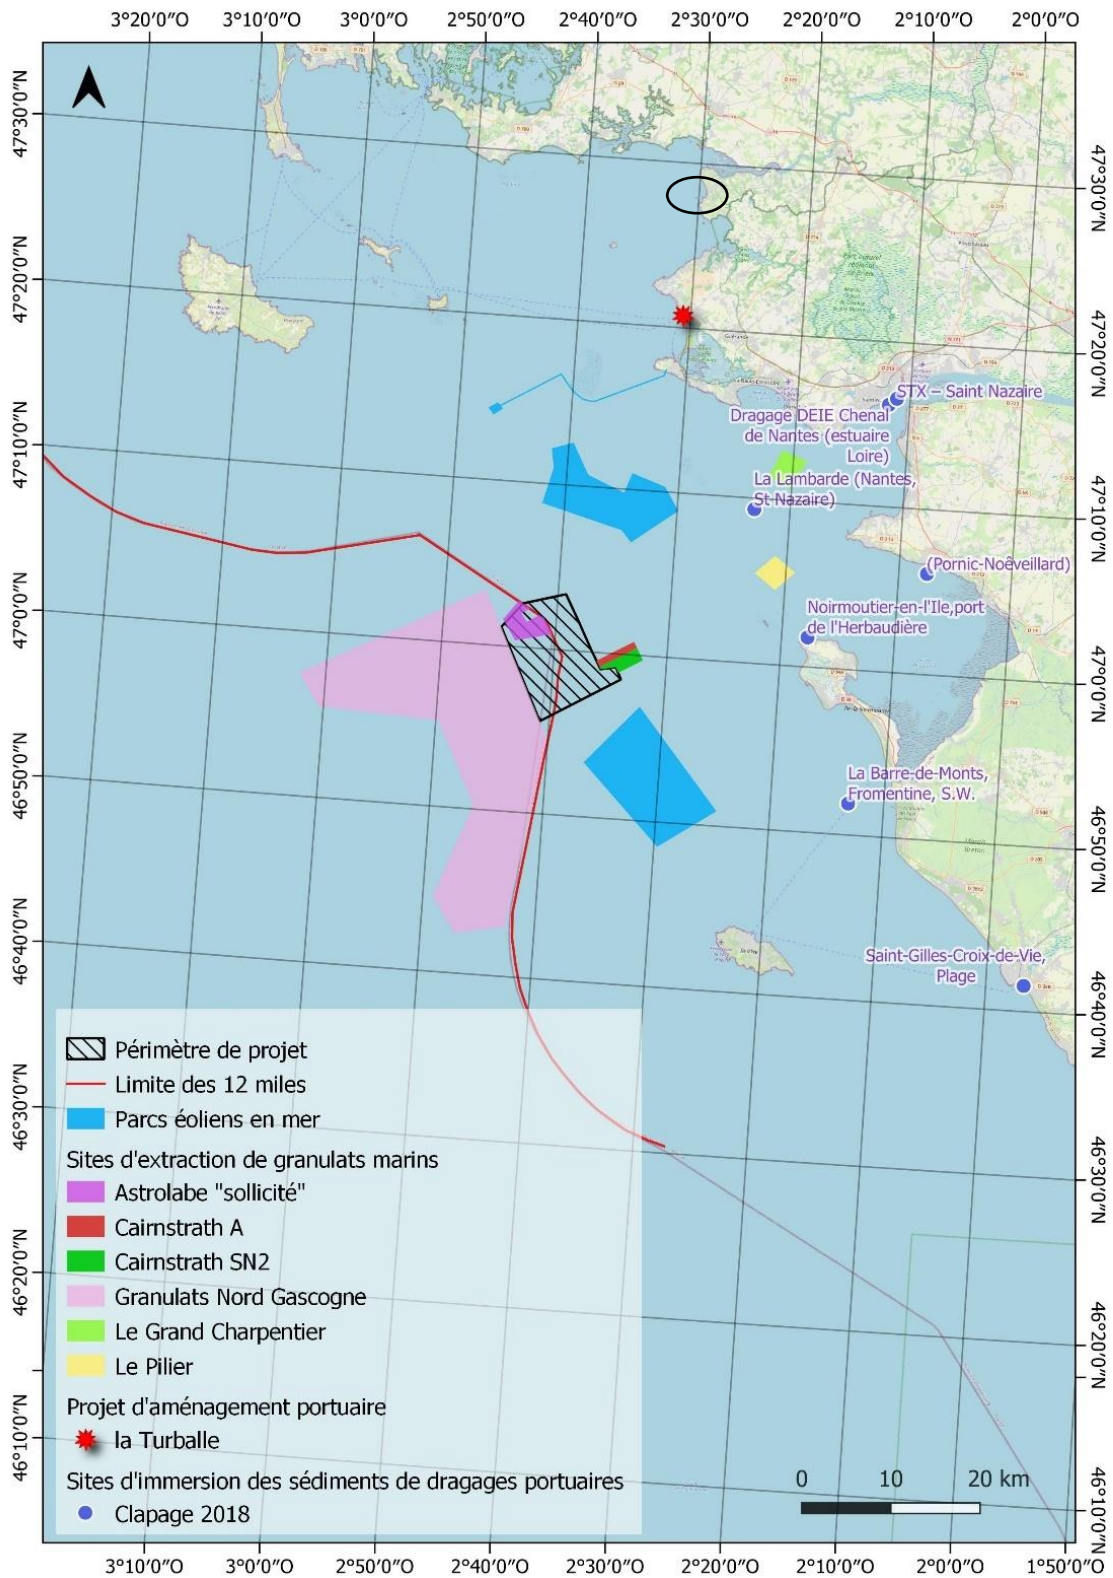 3°20'0"O 3°10'0"O 3°0'0"O 2°50'0"O 2°40'0"O 2°30'0"O 2°20'0"O 2°10'0"O 2°0'0"O
47°30'0"N
47°20'0"N
47°10'0"N
47°0'0"N
46°50'0"N
46°40'0"N
46°30'0"N
46°20'0"N
46°10'0"N
47°30'0"N
47°20'0"N
47°10'0"N
47°0'0"N
46°50'0"N
46°40'0"N
46°30'0"N
46°20'0"N
46°10'0"N
Guérande
STX – Saint Nazaire
Dragage DEIE Chenal
de Nantes (estuaire
Loire)
La Lambarde (Nantes,
St Nazaire)
(Pornic-Noëveillard)
Noirmoutier-en-l'Ile,port
de l'Herbaudière
La Barre-de-Monts,
Fromentine, S.W.
Saint-Gilles-Croix-de-Vie,
Plage
Périmètre de projet
Limite des 12 miles
Parcs éoliens en mer
Sites d'extraction de granulats marins
Astrolabe "sollicité"
Cairnstrath A
Cairnstrath SN2
Granulats Nord Gascogne
Le Grand Charpentier
Le Pilier
Projet d'aménagement portuaire
la Turballe
Sites d'immersion des sédiments de dragages portuaires
Clapage 2018
0 10 20 km
3°10'0"O 3°0'0"O 2°50'0"O 2°40'0"O 2°30'0"O 2°20'0"O 2°10'0"O 2°0'0"O 1°50'0"O